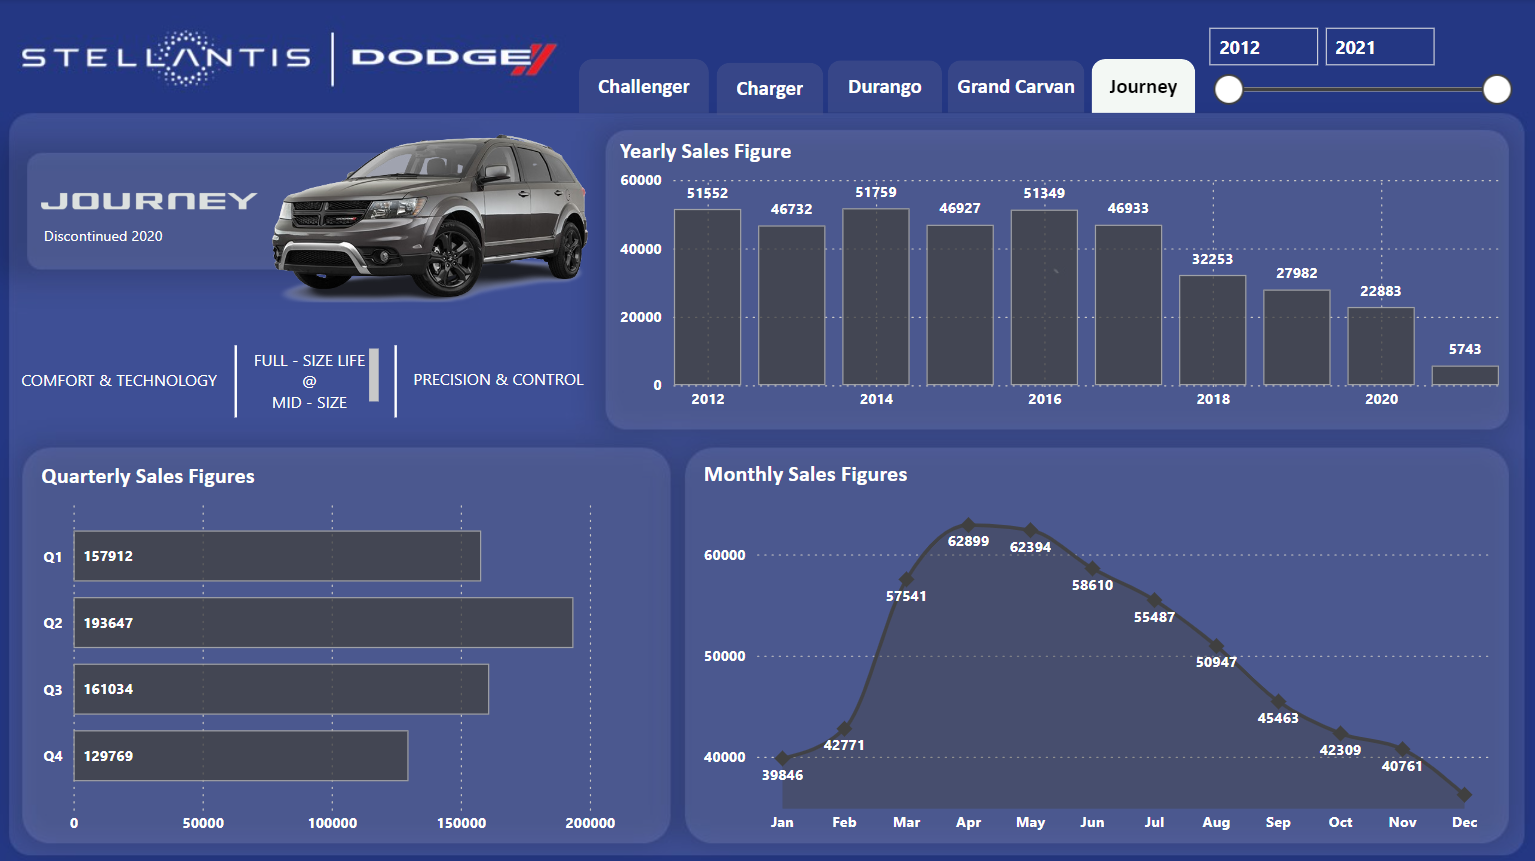 STELLANTIS
DODGE
Challenger
Charger
Durango
Grand Carvan
Journey
2012
2021
JOURNEY
Discontinued 2020
COMFORT & TECHNOLOGY
FULL - SIZE LIFE
@
MID - SIZE
PRECISION & CONTROL
Yearly Sales Figure
60000
40000
20000
0
51552
46732
51759
46927
51349
46933
32253
27982
22883
5743
2012
2014
2016
2018
2020
Quarterly Sales Figures
Q1
157912
Q2
193647
Q3
161034
Q4
129769
0
50000
100000
150000
200000
Monthly Sales Figures
60000
50000
40000
39846
42771
57541
62899
62394
58610
55487
50947
45463
42309
40761
Jan
Feb
Mar
Apr
May
Jun
Jul
Aug
Sep
Oct
Nov
Dec